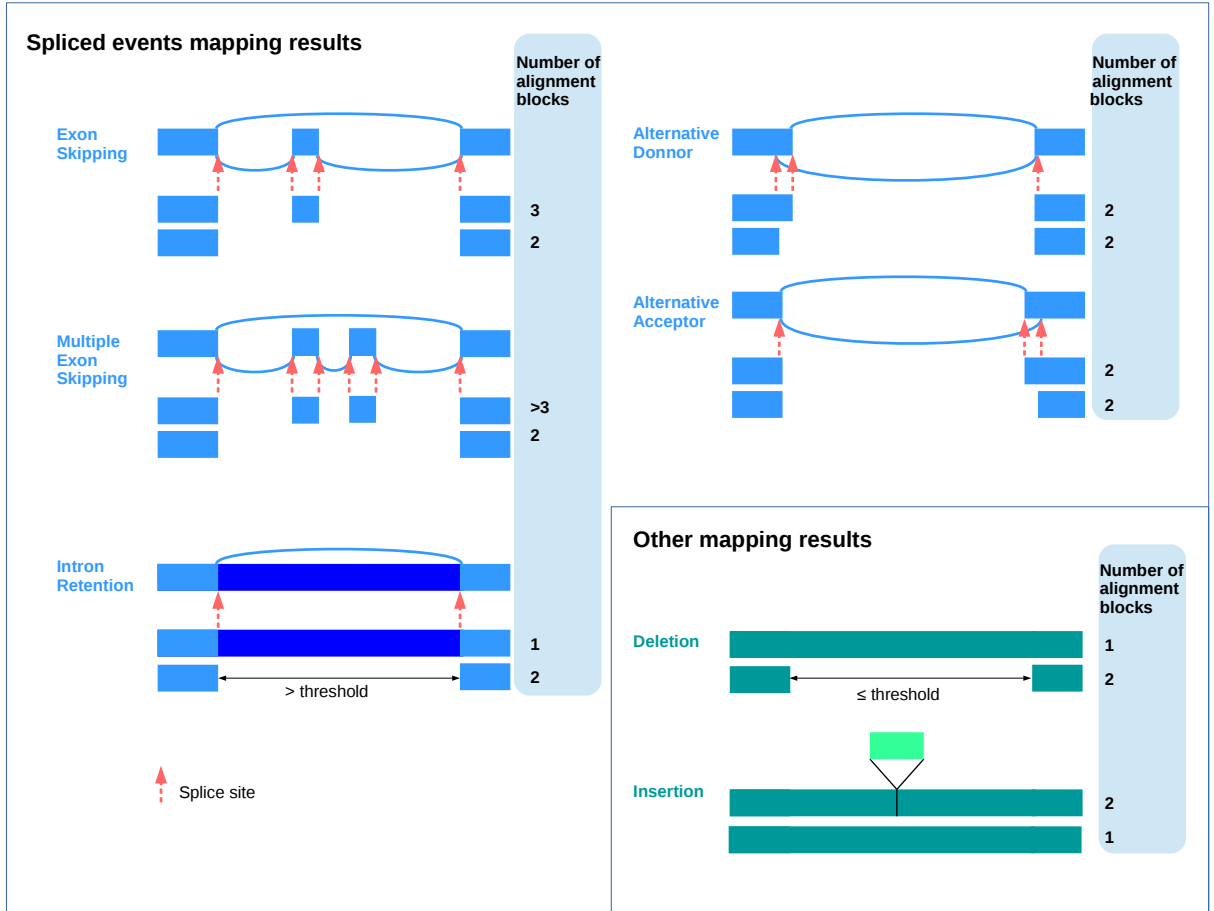 Spliced events mapping results
Number of
alignment
blocks
Exon
Skipping
3
2
Multiple
Exon
Skipping
>3
2
Intron
Retention
1
2
> threshold
Splice site
Number of
alignment
blocks
Alternative
Donnor
2
2
Alternative
Acceptor
2
2
Other mapping results
Number of
alignment
blocks
Deletion
1
2
≤ threshold
Insertion
2
1